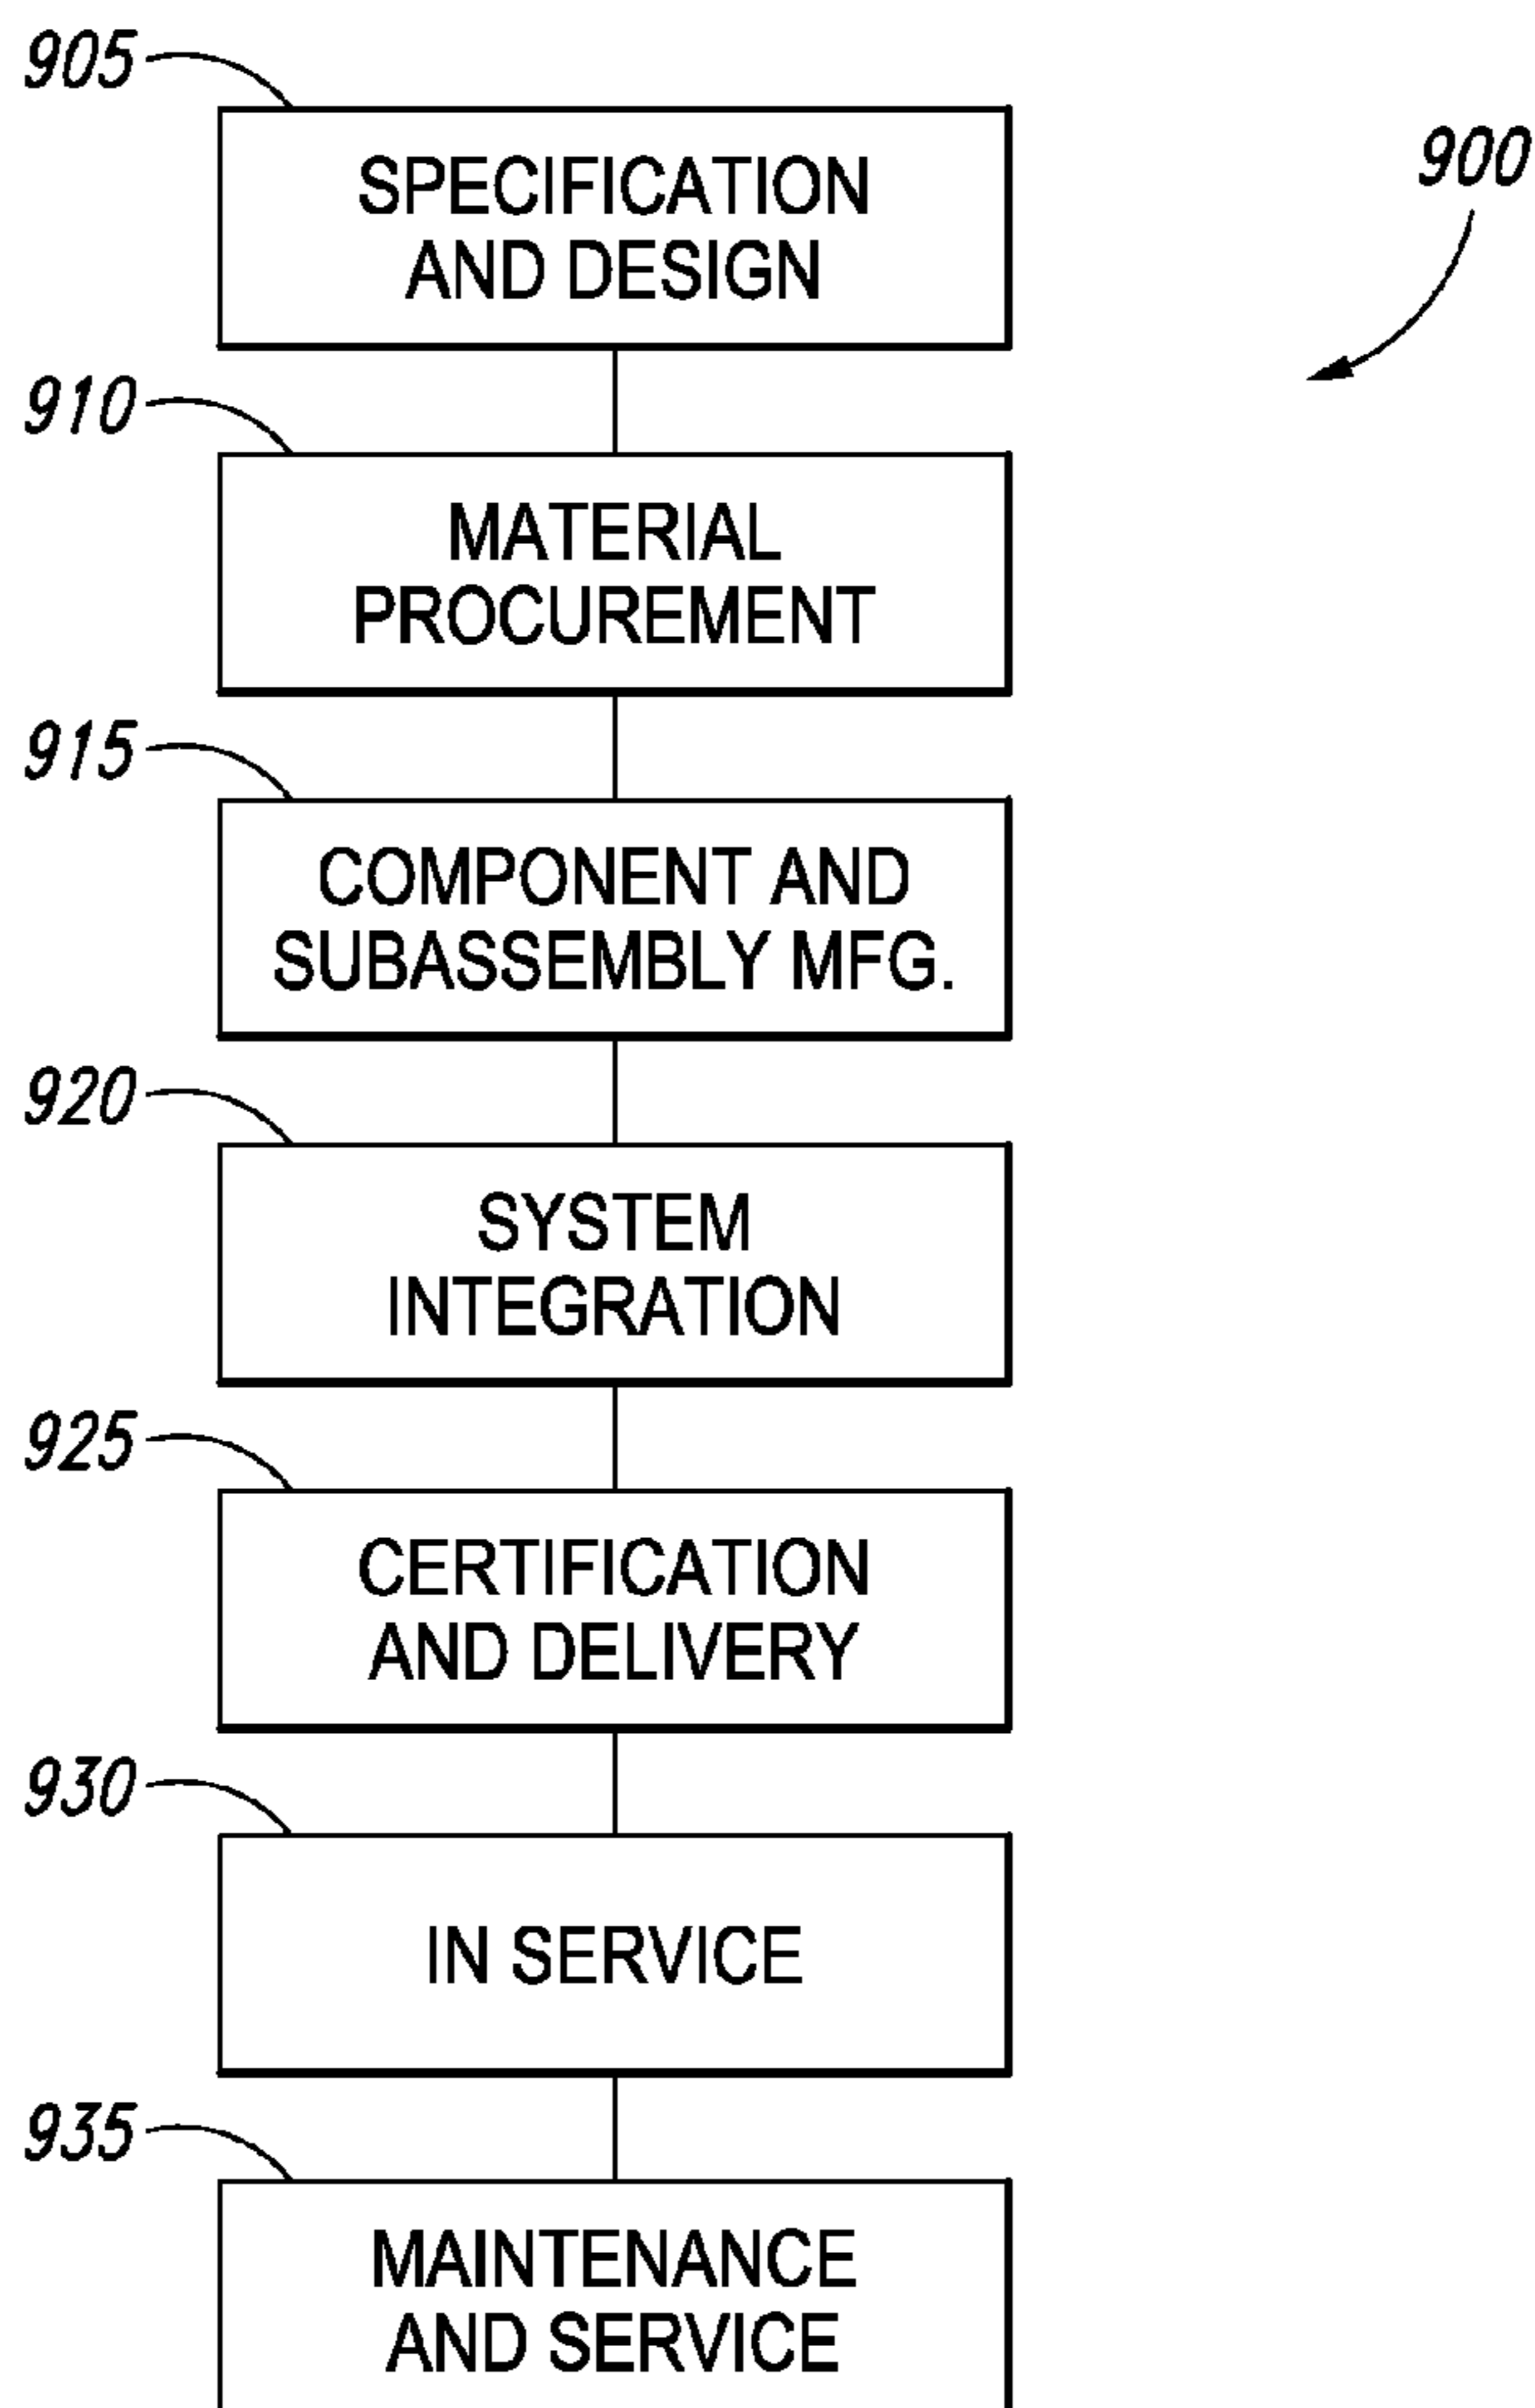 905
SPECIFICATION
AND DESIGN
900
910
MATERIAL
PROCUREMENT
915
COMPONENT AND
SUBASSEMBLY MFG.
920
SYSTEM
INTEGRATION
925
CERTIFICATION
AND DELIVERY
930
IN SERVICE
935
MAINTENANCE
AND SERVICE